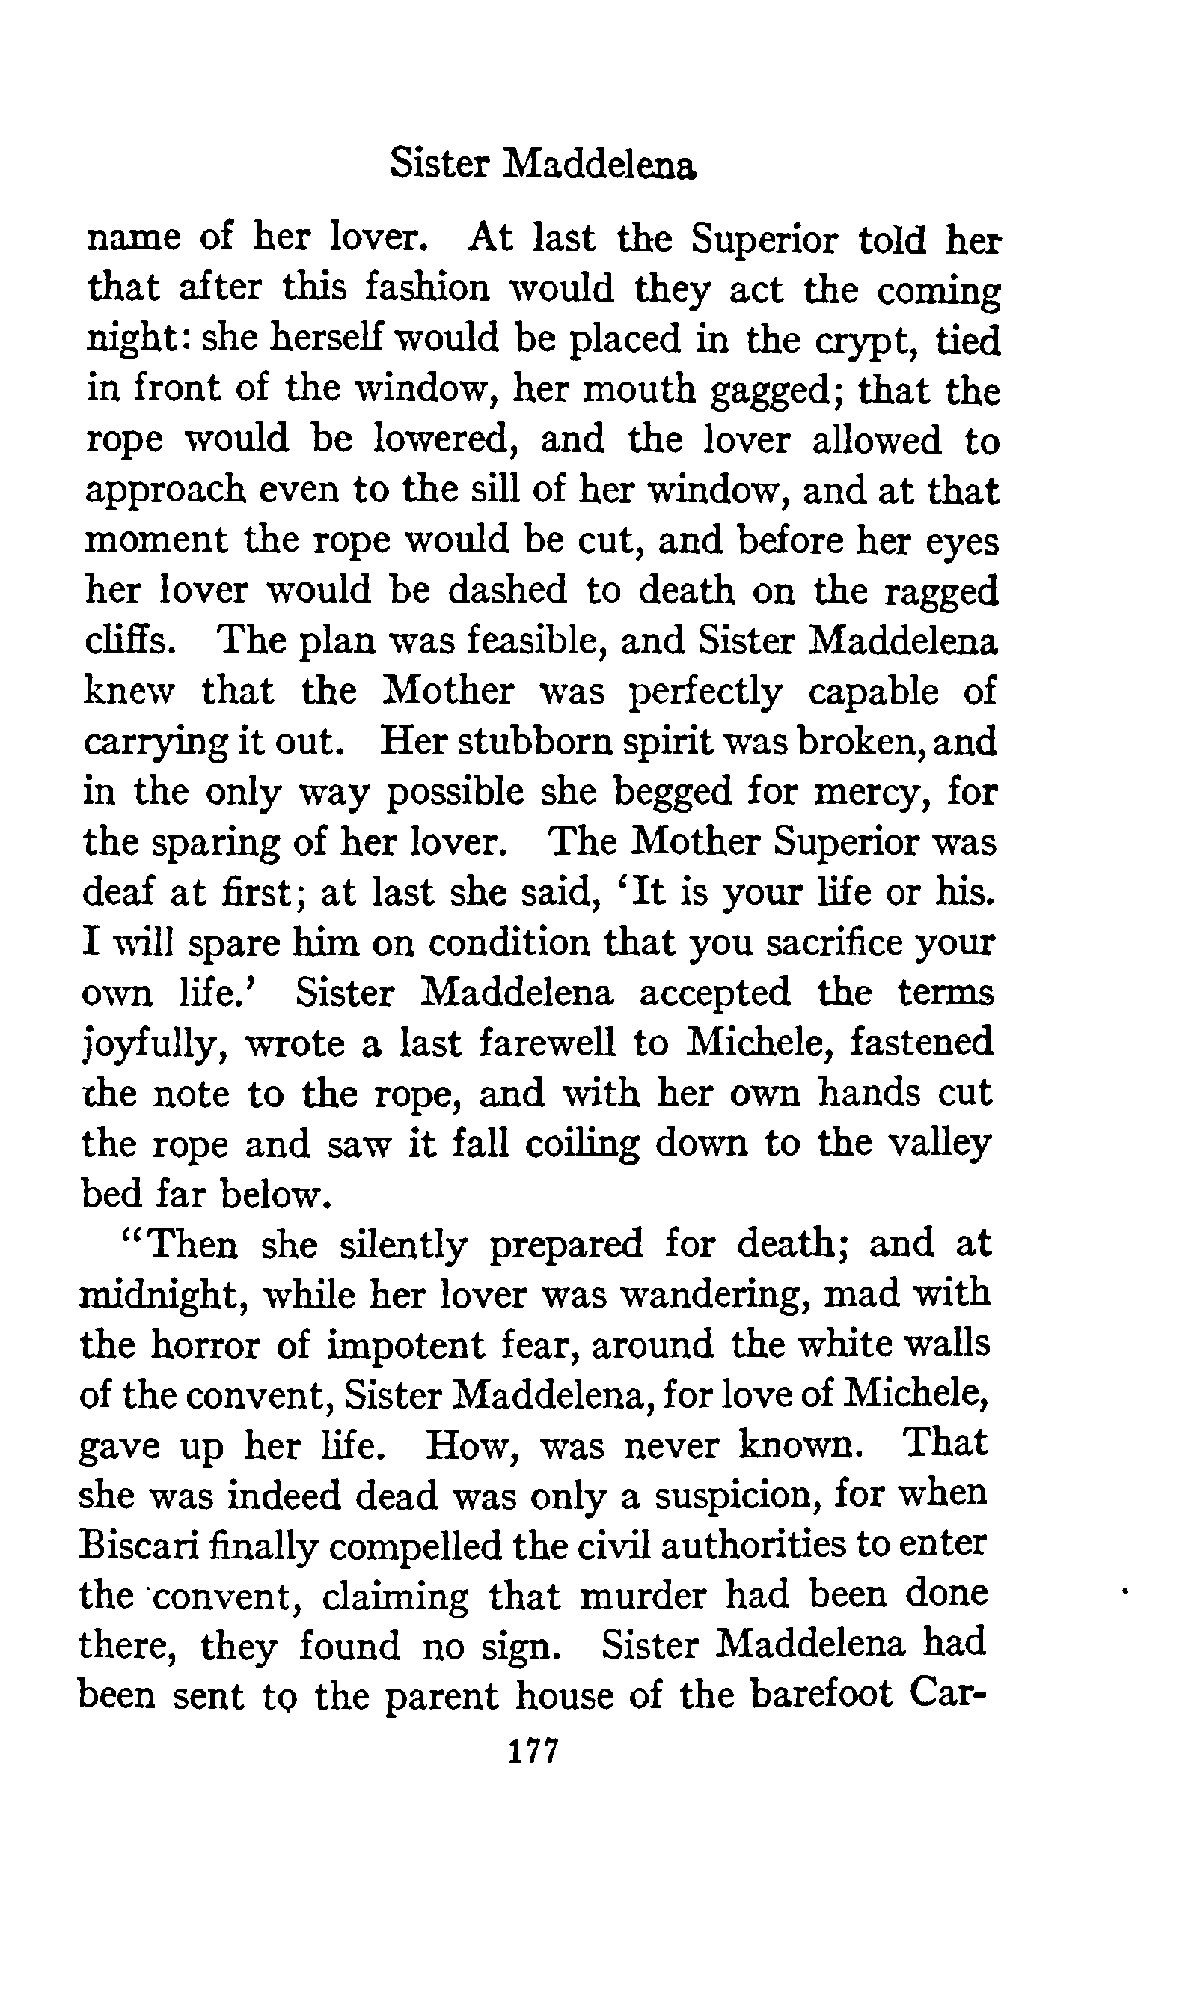 Sister Maddelena
name of her lover. At last the Superior told her
that after this fashion would they act the coming
night: she herself would be placed in the crypt, tied
in front of the window, her mouth gagged; that the
rope would be lowered, and the lover allowed to
approach even to the sill of her window, and at that
moment the rope would be cut, and before her eyes
her lover would be dashed to death on the ragged
cliffs. The plan was feasible, and Sister Maddelena
knew that the Mother was perfectly capable of
carrying it out. Her stubborn spirit was broken, and
in the only way possible she begged for mercy, for
the sparing of her lover. The Mother Superior was
deaf at first; at last she said, ‘It is your life or his.
I will spare him on condition that you sacrifice your
own life.’ Sister Maddelena accepted the terms
joyfully, wrote a last farewell to Michele, fastened
the note to the rope, and with her own hands cut
the rope and saw it fall coiling down to the valley
bed far below.
“Then she silently prepared for death; and at
midnight, while her lover was wandering, mad with
the horror of impotent fear, around the white walls
of the convent, Sister Maddelena, for love of Michele,
gave up her life. How, was never known. That
she was indeed dead was only a suspicion, for when
Biscari finally compelled the civil authorities to enter
the convent, claiming that murder had been done
there, they found no sign. Sister Maddelena had
been sent to the parent house of the barefoot Car-
177